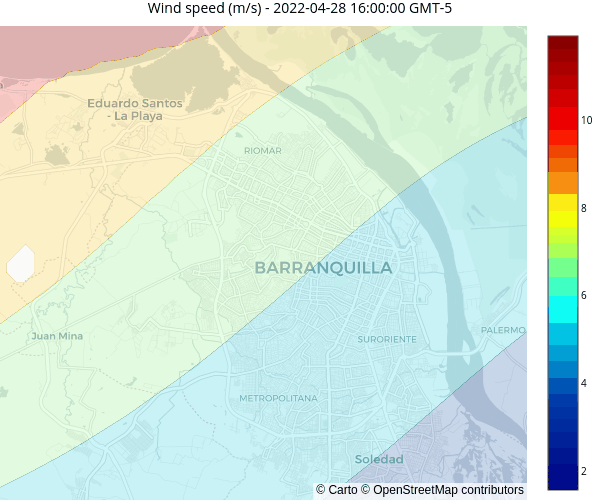 Wind speed (m/s) - 2022-04-28 16:00:00 GMT-5
Eduardo Santos
- La Playa
10
RIOMAR
8
BARRANQUILLA
6
Juan Mina
SURORIENTE
PALERMO
4
METROPOLITANA
Soledad
2
© Carto © OpenStreetMap contributors